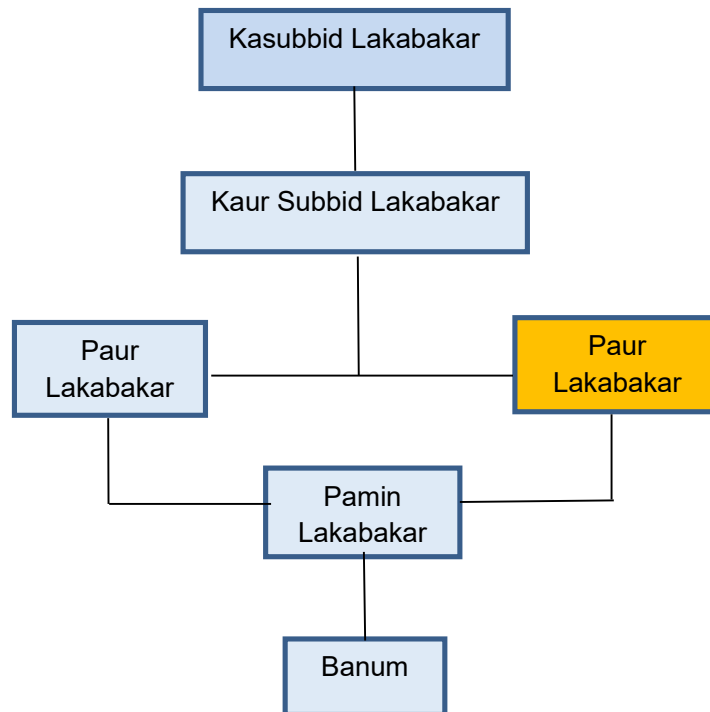 Kasubbid Lakabakar
Kaur Subbid Lakabakar
Paur
Lakabakar
Paur
Lakabakar
Pamin
Lakabakar
Banum